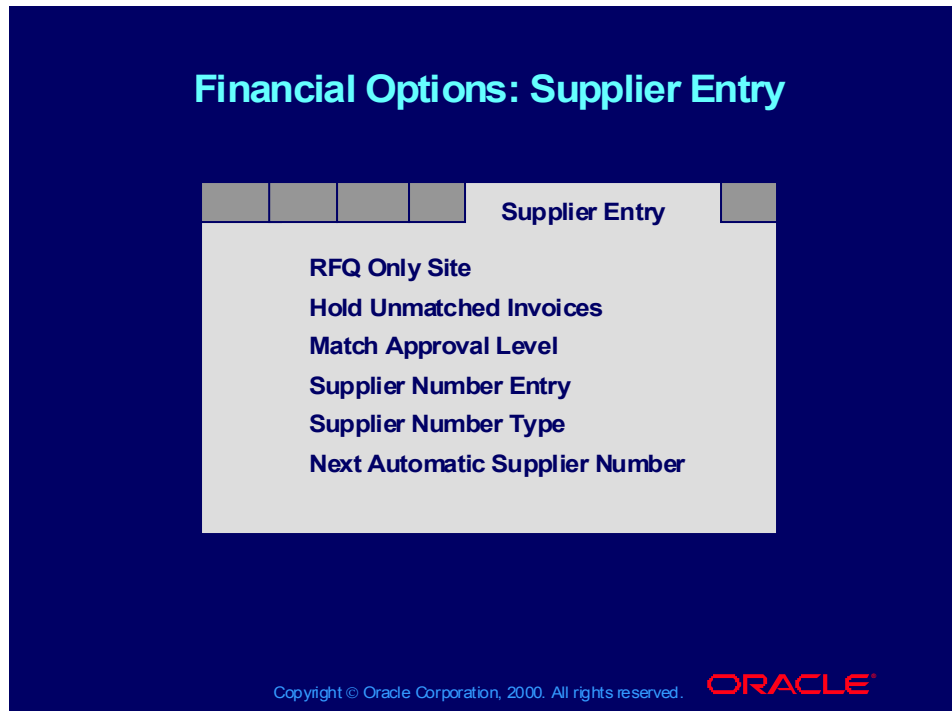 Financial Options: Supplier Entry
Supplier Entry
RFQ Only Site
Hold Unmatched Invoices
Match Approval Level
Supplier Number Entry
Supplier Number Type
Next Automatic Supplier Number
Copyright © Oracle Corporation, 2000. All rights reserved. ORACLE®